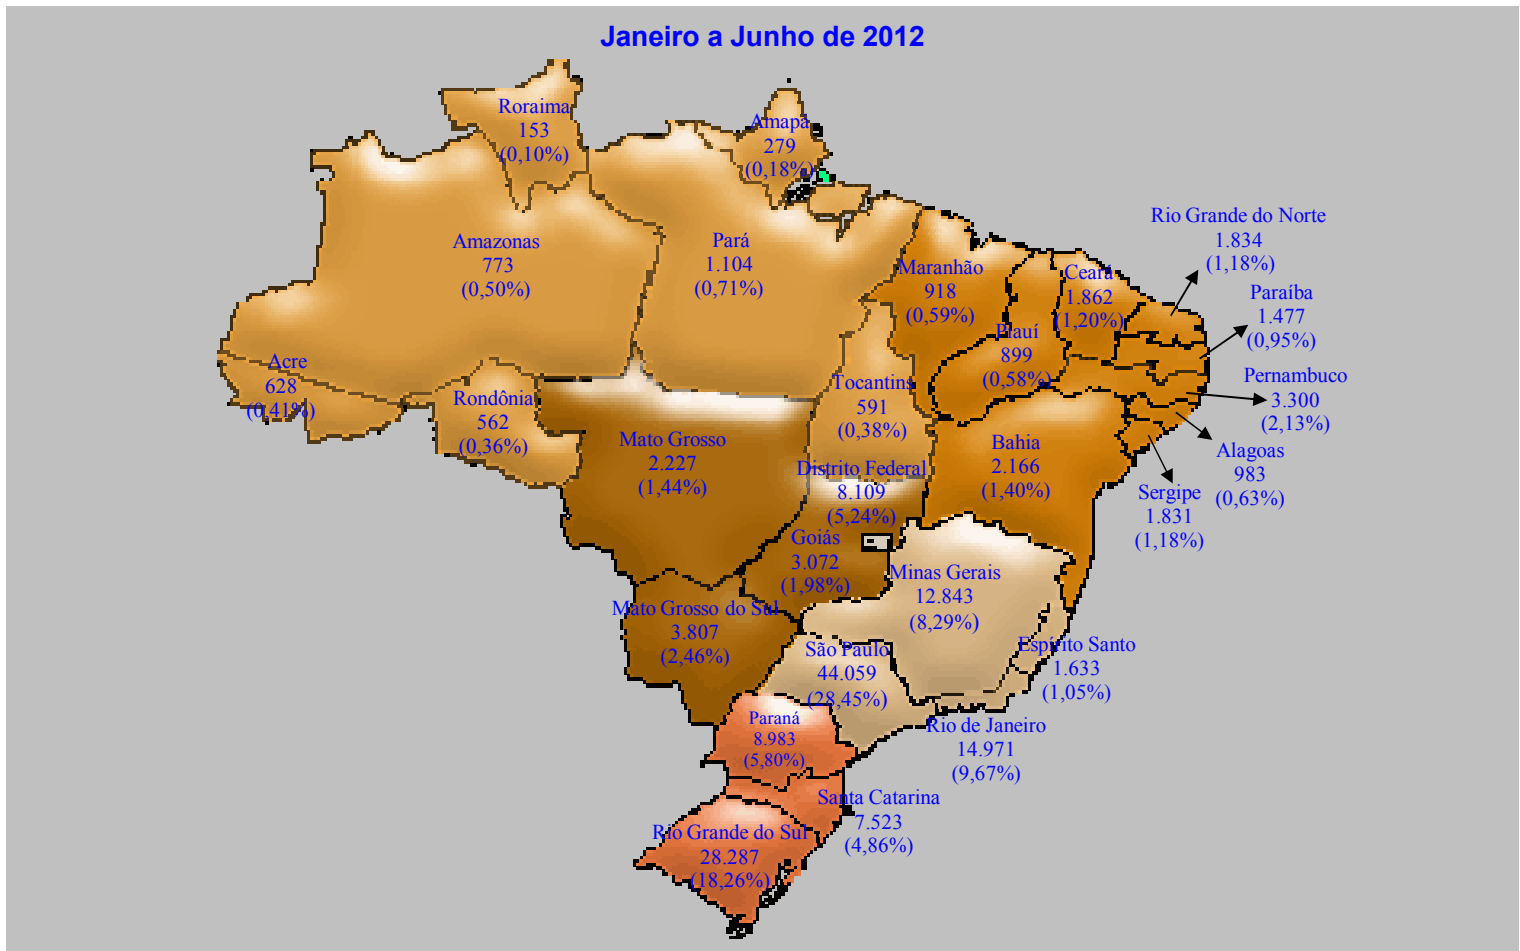 Janeiro a Junho de 2012
Roraima
153
(0,10%)
Amapá
279
(0,18%)
Amazonas
773
(0,50%)
Pará
1.104
(0,71%)
Maranhão
918
(0,59%)
Piauí
899
(0,58%)
Ceará
1.862
(1,20%)
Rio Grande do Norte
1.834
(1,18%)
Paraíba
1.477
(0,95%)
Pernambuco
3.300
(2,13%)
Alagoas
983
(0,63%)
Sergipe
1.831
(1,18%)
Acre
628
(0,41%)
Rondônia
562
(0,36%)
Tocantins
591
(0,38%)
Mato Grosso
2.227
(1,44%)
Bahia
2.166
(1,40%)
Distrito Federal
8.109
(5,24%)
Goiás
3.072
(1,98%)
Minas Gerais
12.843
(8,29%)
Mato Grosso do Sul
3.807
(2,46%)
São Paulo
44.059
(28,45%)
Espírito Santo
1.633
(1,05%)
Rio de Janeiro
14.971
(9,67%)
Paraná
8.983
(5,80%)
Santa Catarina
7.523
(4,86%)
Rio Grande do Sul
28.287
(18,26%)